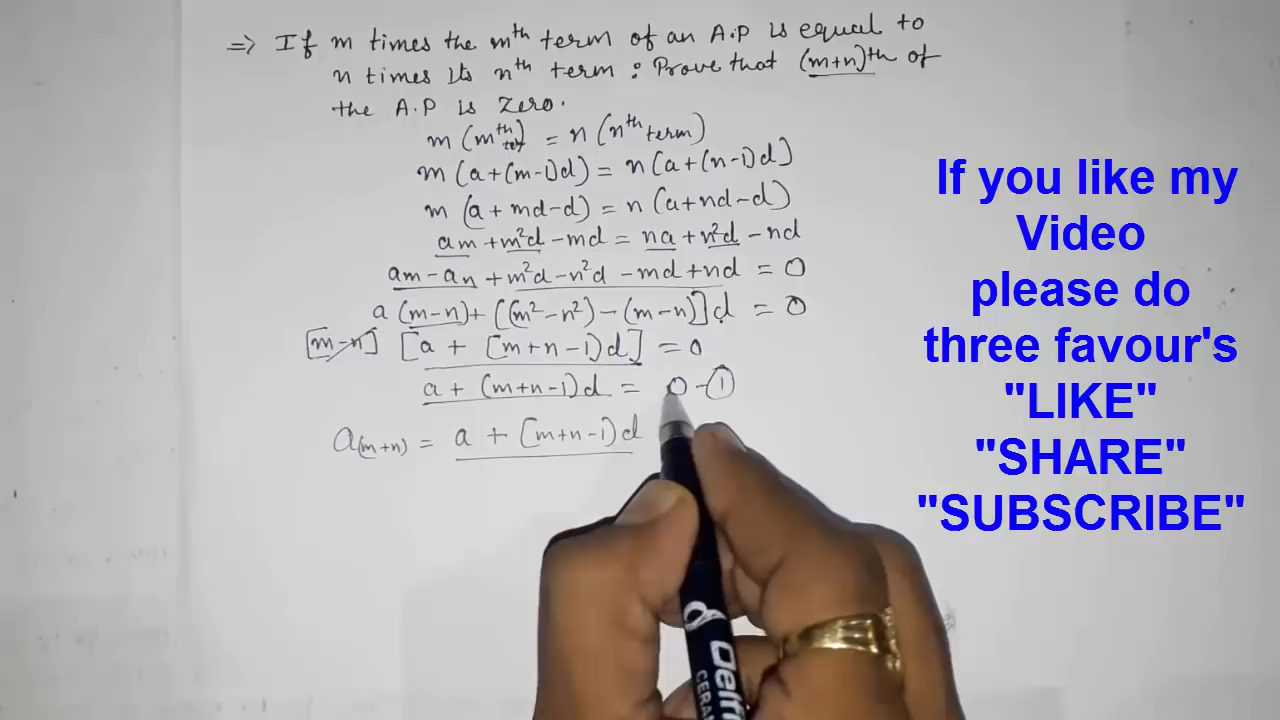 ⇒ If m times the mth term of an A.P is equal to
n times its nth term : Prove that (m+n)th of
the A.P is zero.
m (mth term) = n (nth term)
m (a+(m-1)d) = n [a+(n-1)d]
m (a+md-d) = n (a+nd-d)
am + m²d - md = na + n²d - nd
am - an + m²d - n²d - md + nd = 0
a (m-n) + [(m²-n²) - (m-n)]d = 0
[m-n] [a + [m+n-1)d] = 0
a + (m+n-1)d = 0 - ①
a(m+n) = a + [m+n-1)d
If you like my
Video
please do
three favour's
"LIKE"
"SHARE"
"SUBSCRIBE"
Delhi
CERAM